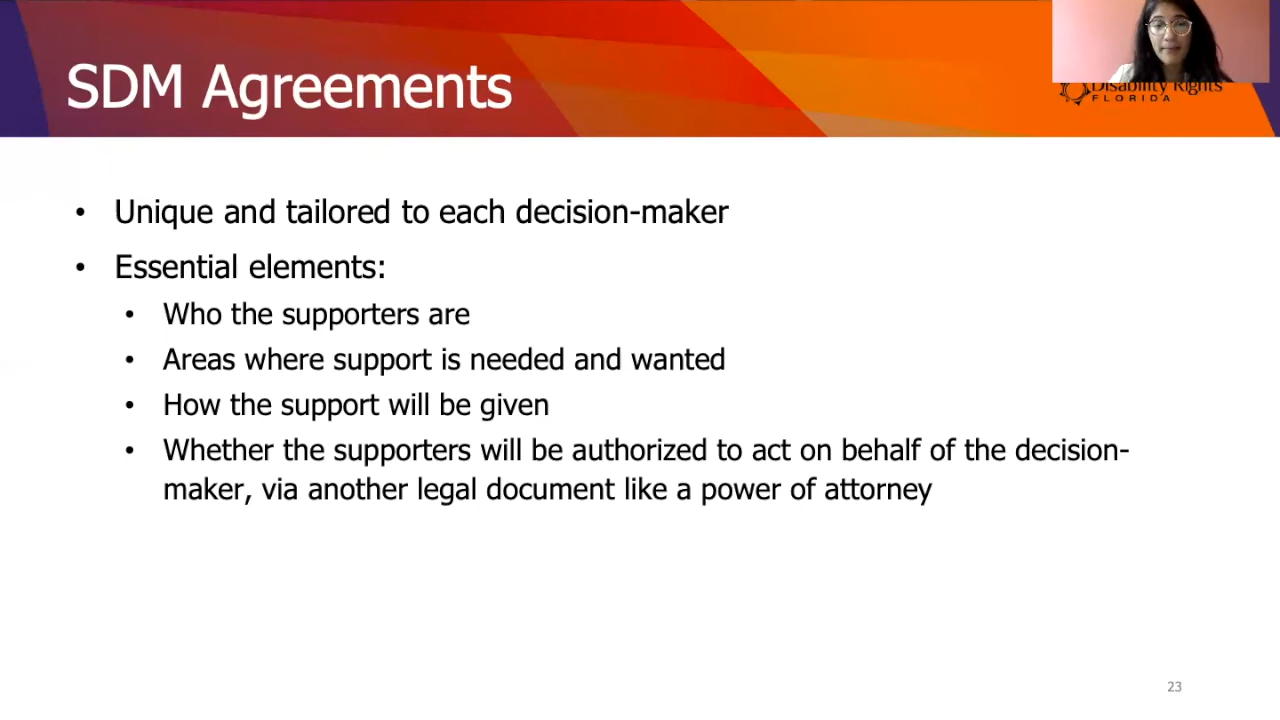 SDM Agreements
Disability Rights
FLORIDA
• Unique and tailored to each decision-maker
• Essential elements:
• Who the supporters are
• Areas where support is needed and wanted
• How the support will be given
• Whether the supporters will be authorized to act on behalf of the decision-
maker, via another legal document like a power of attorney
23